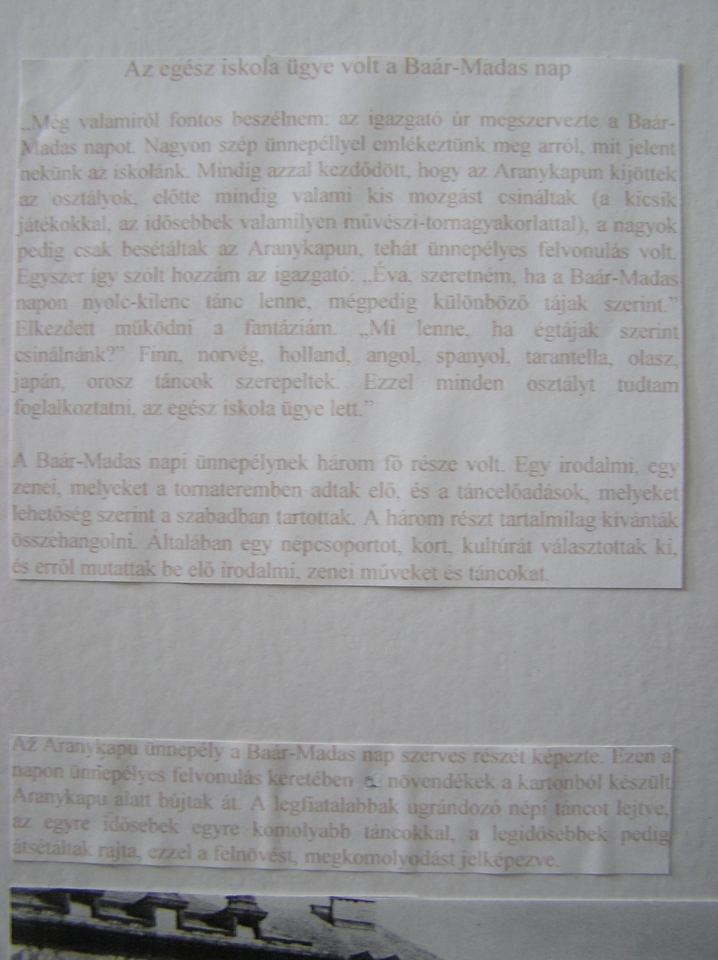 Az egész iskola ügye volt a Baár-Madas nap
„Még valamiről fontos beszélnem: az igazgató úr megszervezte a Baár-
Madas napot. Nagyon szép ünnepéllyel emlékeztünk meg arról, mit jelent
nekünk az iskolánk. Mindig azzal kezdődött, hogy az Aranykapun kijöttek
az osztályok, előtte mindig valami kis mozgást csináltak (a kicsik
játékokkal, az idősebbek valamilyen művészi-tornagyakorlattal), a nagyok
pedig csak besétáltak az Aranykapun, tehát ünnepélyes felvonulás volt.
Egyszer így szólt hozzám az igazgató: „Éva, szeretném, ha a Baár-Madas
napon nyolc-kilenc tánc lenne, mégpedig különböző tájak szerint.”
Elkezdett működni a fantáziám. „Mi lenne, ha égtájak szerint
csinálnánk?” Finn, norvég, holland, angol, spanyol, tarantella, olasz,
japán, orosz táncok szerepeltek. Ezzel minden osztályt tudtam
foglalkoztatni, az egész iskola ügye lett.”
A Baár-Madas napi ünnepélynek három fő része volt. Egy irodalmi, egy
zenei, melyeket a tornateremben adtak elő, és a táncelőadások, melyeket
lehetőség szerint a szabadban tartottak. A három részt tartalmilag kívánták
összehangolni. Általában egy népcsoportot, kort, kultúrát választottak ki,
és erről mutattak be elő irodalmi, zenei műveket és táncokat.
Az Aranykapu ünnepély a Baár-Madas nap szerves részét képezte. Ezen a
napon ünnepélyes felvonulás keretében a növendékek a kartonból készült
Aranykapu alatt bújtak át. A legfiatalabbak ugrándozó népi táncot lejtve,
az egyre idősebek egyre komolyabb táncokkal, a legidősebbek pedig
átsétáltak rajta, ezzel a felnövést, megkomolyodást jelképezve.